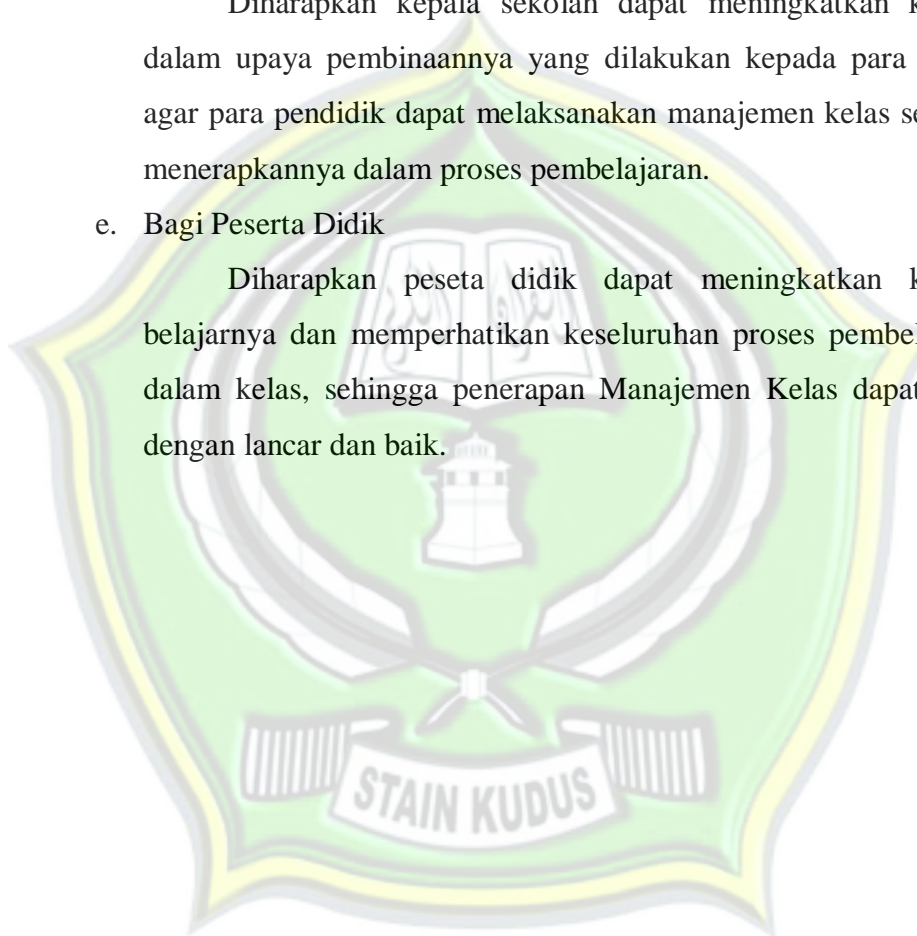 Diharapkan kepala sekolah dapat meningkatkan
dalam upaya pembinaannya yang dilakukan kepada para
agar para pendidik dapat melaksanakan manajemen kelas
menerapkannya dalam proses pembelajaran.
e. Bagi Peserta Didik
Diharapkan peseta didik dapat meningkatkan
belajarnya dan memperhatikan keseluruhan proses
dalam kelas, sehingga penerapan Manajemen Kelas dapat
dengan lancar dan baik.
STAIN KUDUS